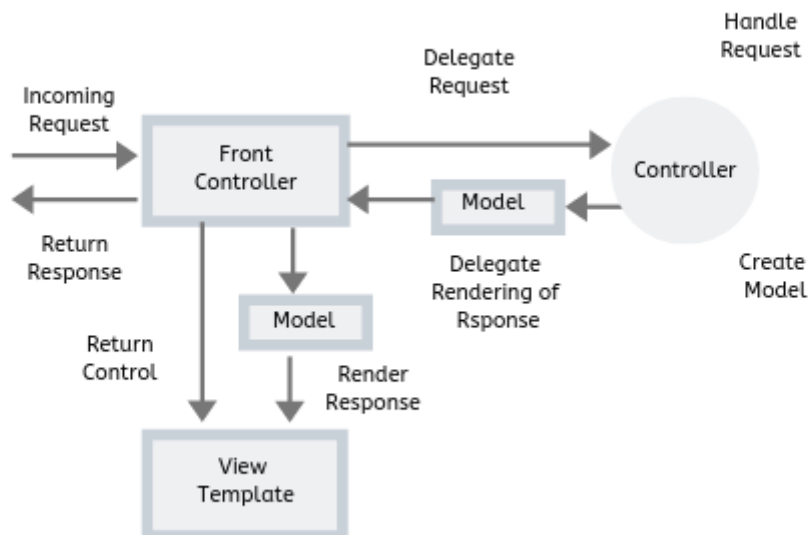 Handle
Request
Delegate
Request
Incoming
Request
Front
Controller
Controller
Model
Return
Response
Delegate
Rendering of
Rsponse
Create
Model
Model
Return
Control
Render
Response
View
Template